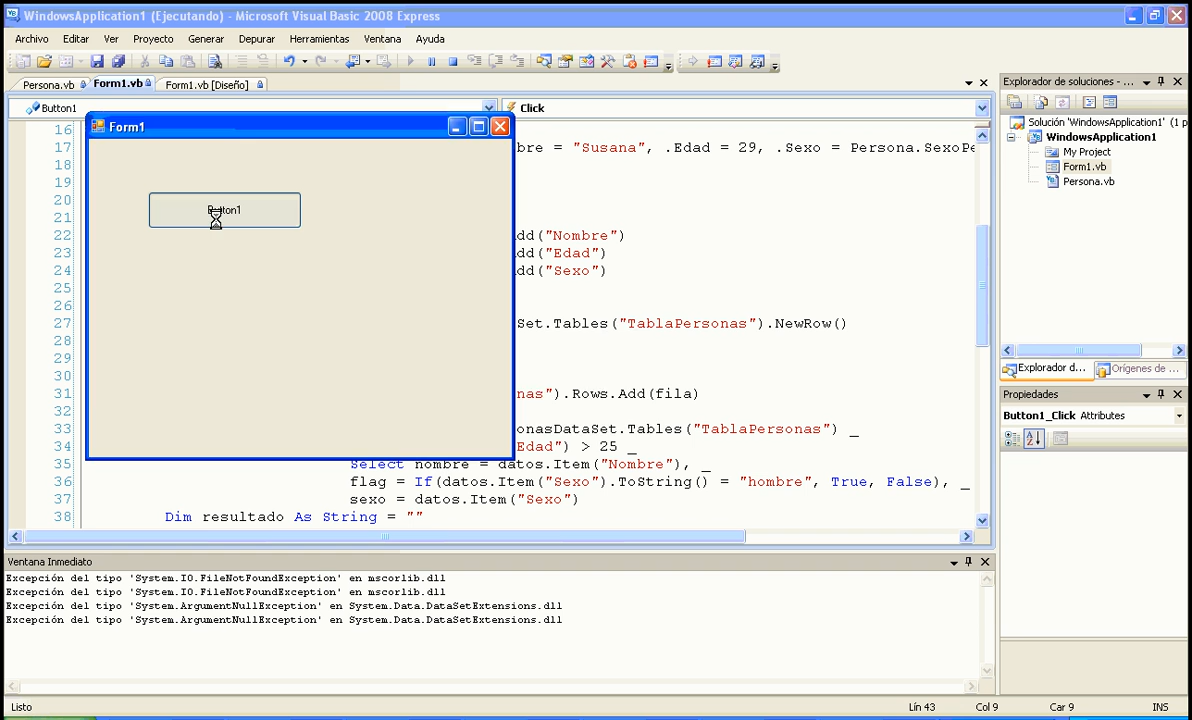 WindowsApplication1 (Ejecutando) - Microsoft Visual Basic 2008 Express
Archivo Editar Ver Proyecto Generar Depurar Herramientas Ventana Ayuda
Persona.vb Form1.vb Form1.vb [Diseño]
Button1 Click
Form1
Button1
16
17 bre = "Susana", .Edad = 29, .Sexo = Persona.SexoPe
18
19
20
21
22 dd("Nombre")
23 dd("Edad")
24 dd("Sexo")
25
26
27 Set.Tables("TablaPersonas").NewRow()
28
29
30
31 nas").Rows.Add(fila)
32
33 onasDataSet.Tables("TablaPersonas") _
34 Edad") > 25 _
35 Select nombre = datos.Item("Nombre"), _
36 flag = If(datos.Item("Sexo").ToString() = "hombre", True, False), _
37 sexo = datos.Item("Sexo")
38 Dim resultado As String = ""
Explorador de soluciones - ...
Solución 'WindowsApplication1' (1 p
WindowsApplication1
My Project
Form1.vb
Persona.vb
Explorador d... Orígenes de ...
Propiedades
Button1_Click Attributes
Ventana Inmediato
Excepción del tipo 'System.IO.FileNotFoundException' en mscorlib.dll
Excepción del tipo 'System.IO.FileNotFoundException' en mscorlib.dll
Excepción del tipo 'System.ArgumentNullException' en System.Data.DataSetExtensions.dll
Excepción del tipo 'System.ArgumentNullException' en System.Data.DataSetExtensions.dll
Listo Lín 43 Col 9 Car 9 INS